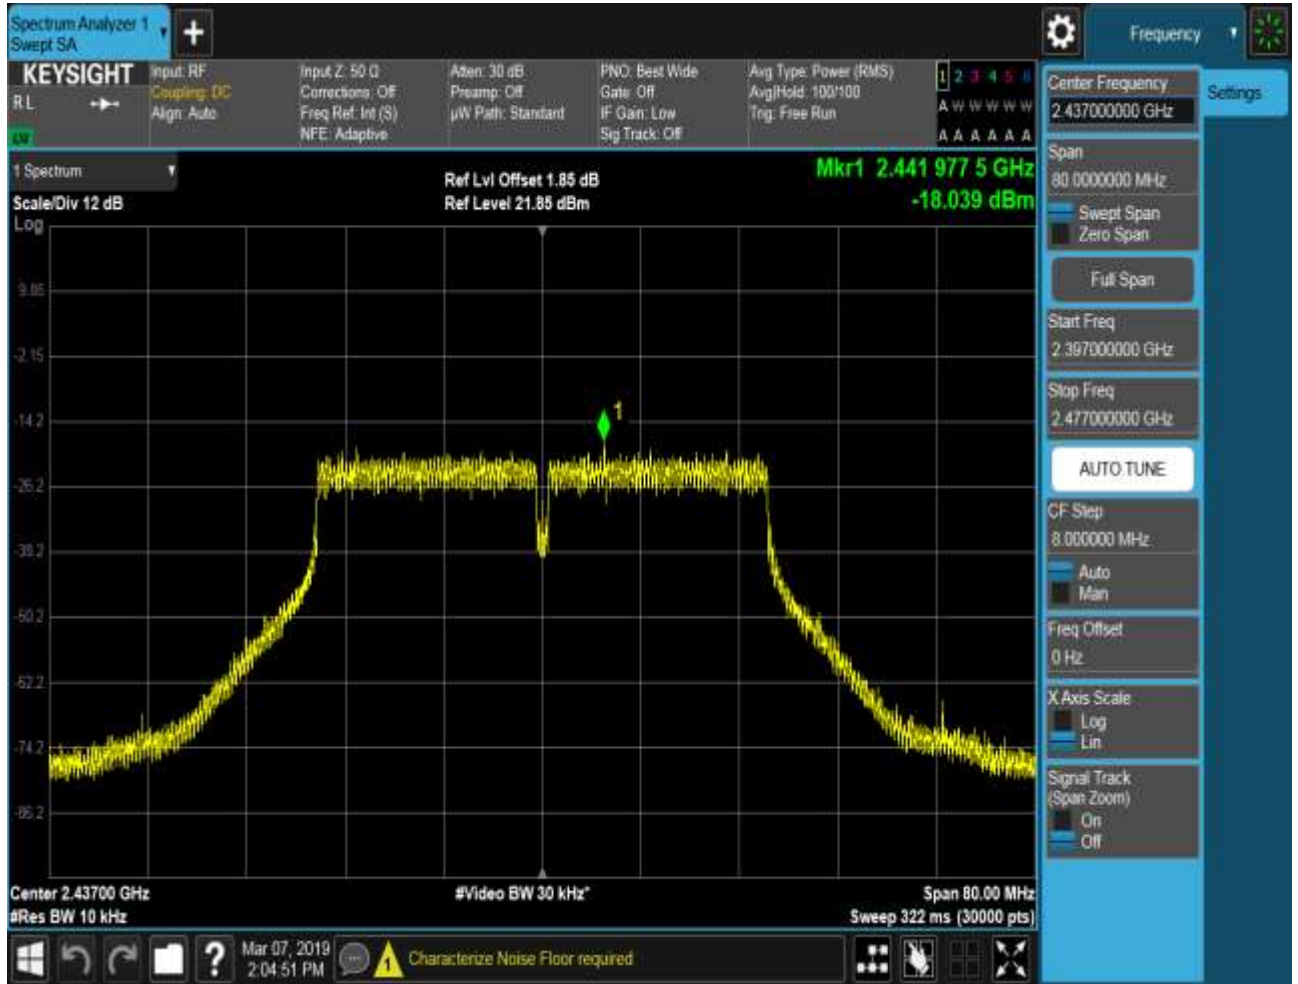 Spectrum Analyzer 1
Swept SA
+
Frequency
KEYSIGHT
R L
Input: RF
Coupling: DC
Align: Auto
Input Z: 50 Ω
Corrections: Off
Freq Ref: Int (S)
NFE: Adaptive
Atten: 30 dB
Preamp: Off
µW Path: Standard
PNO: Best Wide
Gate: Off
IF Gain: Low
Sig Track: Off
Avg Type: Power (RMS)
Avg|Hold: 100/100
Trig: Free Run
1 2 3 4 5 6
A W W W W W
A A A A A A
1 Spectrum
Scale/Div 12 dB
Log
Ref Lvl Offset 1.85 dB
Ref Level 21.85 dBm
Mkr1 2.441 977 5 GHz
-18.039 dBm
9.85
-2.15
-14.2
-26.2
-38.2
-50.2
-62.2
-74.2
-86.2
1
Center 2.43700 GHz
#Res BW 10 kHz
#Video BW 30 kHz*
Span 80.00 MHz
Sweep 322 ms (30000 pts)
Center Frequency
2.437000000 GHz
Settings
Span
80.0000000 MHz
Swept Span
Zero Span
Full Span
Start Freq
2.397000000 GHz
Stop Freq
2.477000000 GHz
AUTO TUNE
CF Step
8.000000 MHz
Auto
Man
Freq Offset
0 Hz
X Axis Scale
Log
Lin
Signal Track
(Span Zoom)
On
Off
?
Mar 07, 2019
2:04:51 PM
1
Characterize Noise Floor required